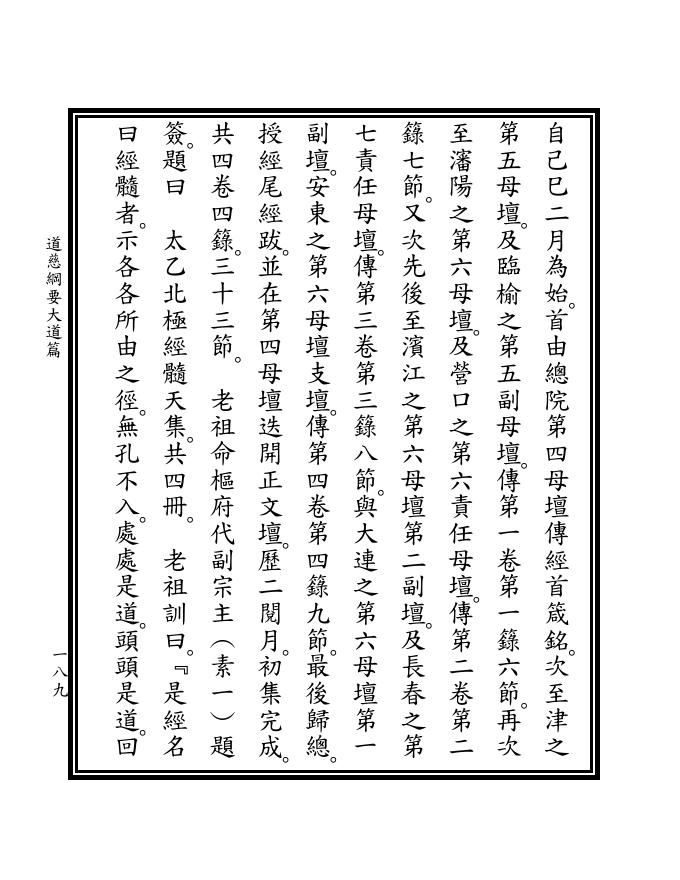 自己巳二月為始。首由總院第四母壇傳經首箴銘。次至津之
第五母壇。及臨榆之第五副母壇。傳第一卷第一籙六節。再次
至瀋陽之第六母壇。及營口之第六責任母壇。傳第二卷第二
籙七節。又次先後至濱江之第六母壇第二副壇。及長春之第
七責任母壇。傳第三卷第三籙八節。與大連之第六母壇第一
副壇。安東之第六母壇支壇。傳第四卷第四籙九節。最後歸總。
授經尾經跋。並在第四母壇迭開正文壇。歷二閱月。初集完成。
共四卷四籙。三十三節。　老祖命樞府代副宗主（素一）題
簽。題曰　太乙北極經髓天集。共四冊。　老祖訓曰。『是經名
曰經髓者。示各各所由之徑。無孔不入。處處是道。頭頭是道。回
道慈綱要大道篇
一八九